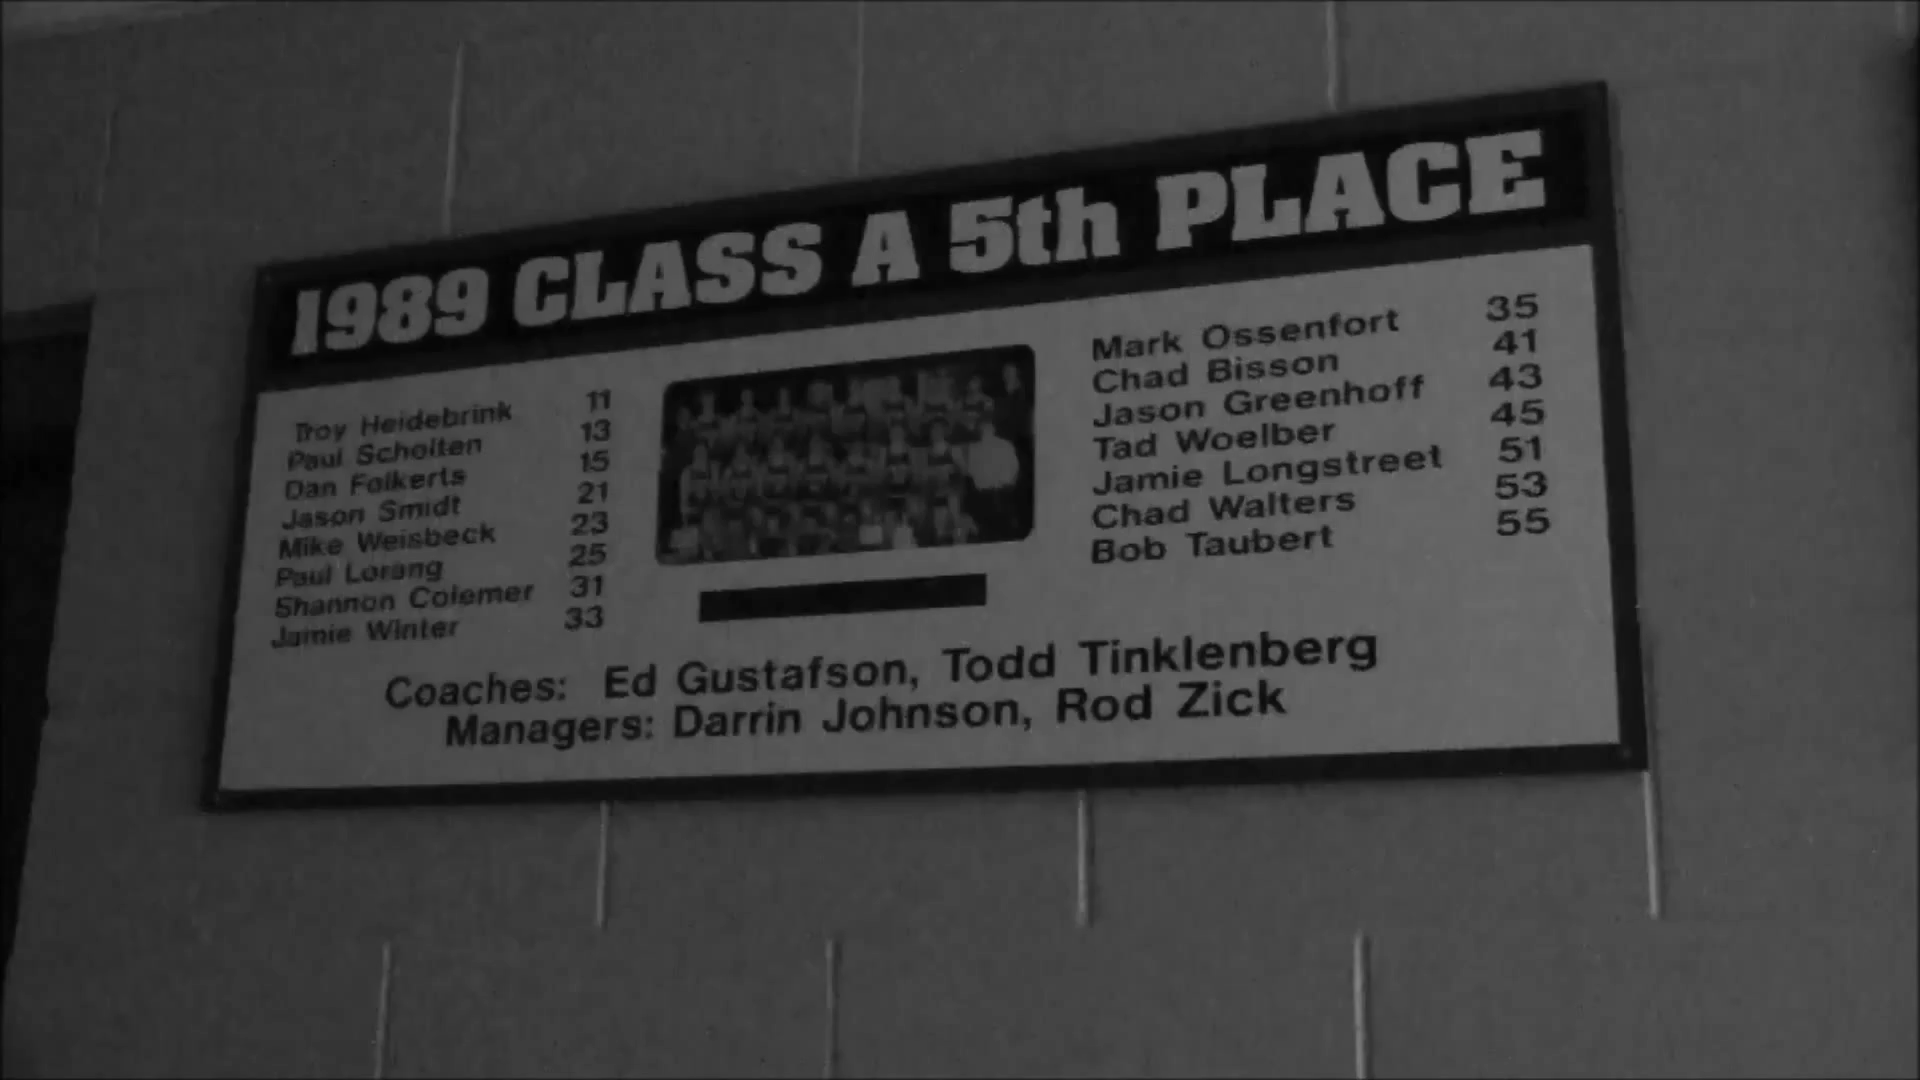 1989 CLASS A 5th PLACE
Troy Heidebrink 11
Paul Scholten 13
Dan Folkerts 15
Jason Smidt 21
Mike Weisbeck 23
Paul Lorang 25
Shannon Colemer 31
Jamie Winter 33
Mark Ossenfort 35
Chad Bisson 41
Jason Greenhoff 43
Tad Woelber 45
Jamie Longstreet 51
Chad Walters 53
Bob Taubert 55
Coaches: Ed Gustafson, Todd Tinklenberg
Managers: Darrin Johnson, Rod Zick